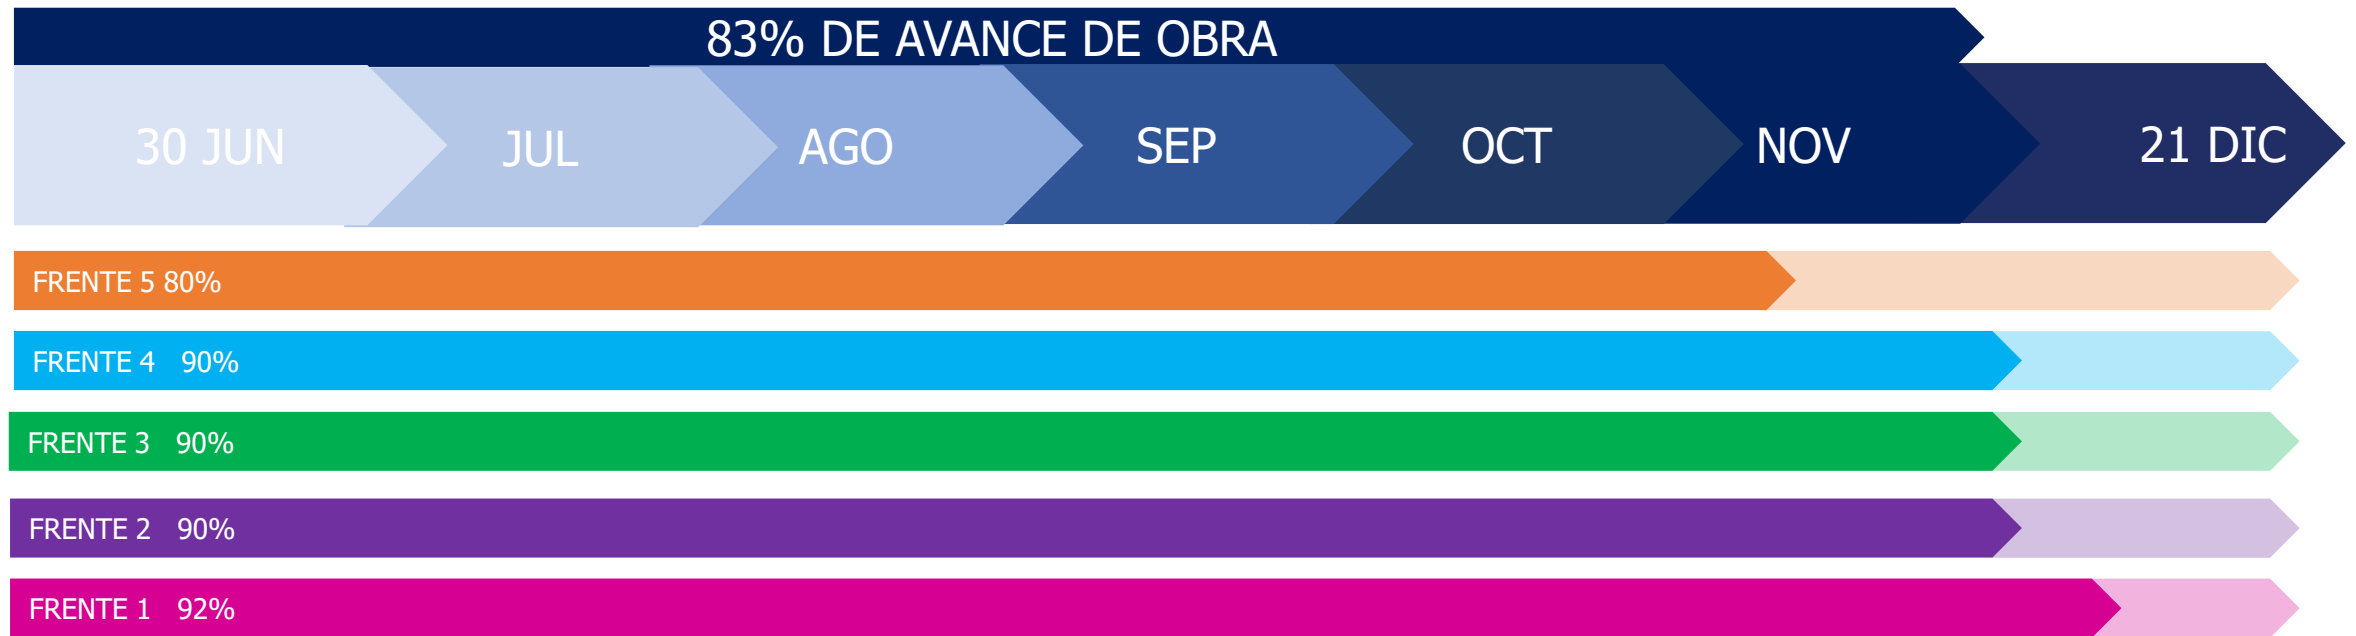 83% DE AVANCE DE OBRA
30 JUN
JUL
AGO
SEP
OCT
NOV
21 DIC
FRENTE 5 80%
FRENTE 4 90%
FRENTE 3 90%
FRENTE 2 90%
FRENTE 1 92%